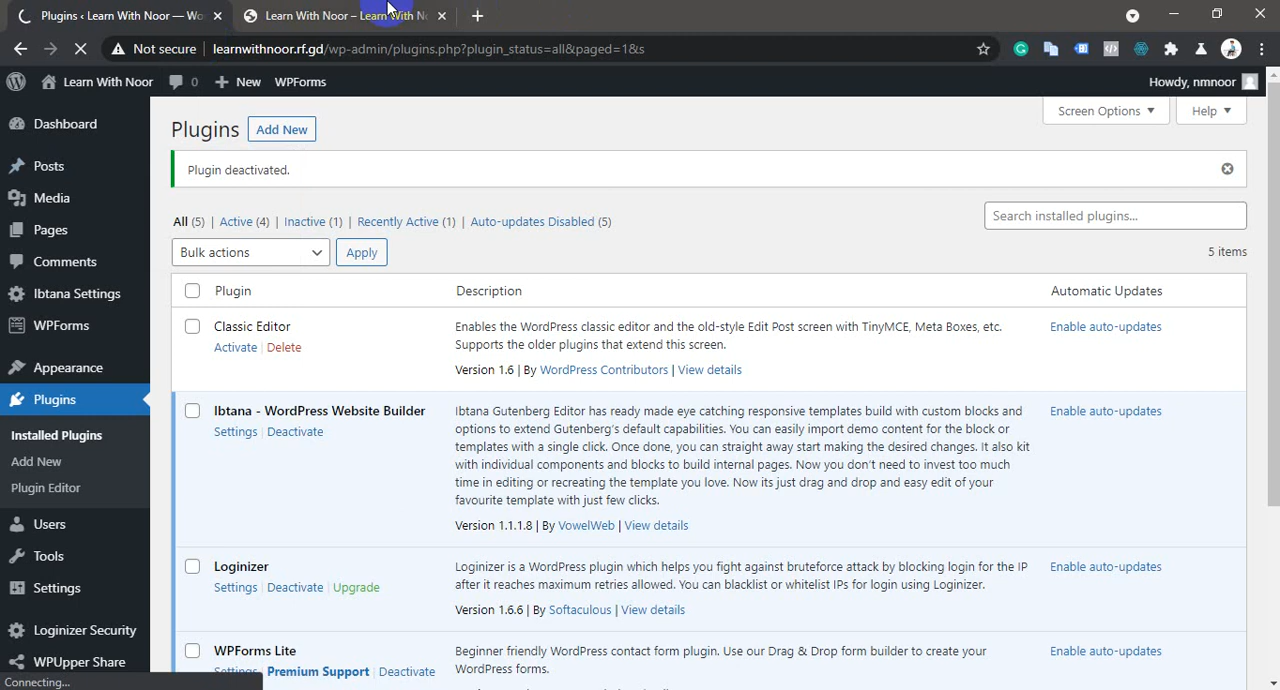 Plugins ‹ Learn With Noor — Wo
Learn With Noor – Learn With N
Not secure | learnwithnoor.rf.gd/wp-admin/plugins.php?plugin_status=all&paged=1&s
Learn With Noor 0 + New WPForms Howdy, nmnoor
Dashboard
Posts
Media
Pages
Comments
Ibtana Settings
WPForms
Appearance
Plugins
Installed Plugins
Add New
Plugin Editor
Users
Tools
Settings
Loginizer Security
WPUpper Share
Connecting...
Screen Options Help
Plugins Add New
Plugin deactivated.
All (5) | Active (4) | Inactive (1) | Recently Active (1) | Auto-updates Disabled (5)
Search installed plugins...
Bulk actions Apply
5 items
Plugin Description Automatic Updates
Classic Editor
Activate | Delete
Enables the WordPress classic editor and the old-style Edit Post screen with TinyMCE, Meta Boxes, etc.
Supports the older plugins that extend this screen.
Version 1.6 | By WordPress Contributors | View details
Enable auto-updates
Ibtana - WordPress Website Builder
Settings | Deactivate
Ibtana Gutenberg Editor has ready made eye catching responsive templates build with custom blocks and
options to extend Gutenberg's default capabilities. You can easily import demo content for the block or
templates with a single click. Once done, you can straight away start making the desired changes. It also kit
with individual components and blocks to build internal pages. Now you don't need to invest too much
time in editing or recreating the template you love. Now its just drag and drop and easy edit of your
favourite template with just few clicks.
Version 1.1.1.8 | By VowelWeb | View details
Enable auto-updates
Loginizer
Settings | Deactivate | Upgrade
Loginizer is a WordPress plugin which helps you fight against bruteforce attack by blocking login for the IP
after it reaches maximum retries allowed. You can blacklist or whitelist IPs for login using Loginizer.
Version 1.6.6 | By Softaculous | View details
Enable auto-updates
WPForms Lite
Settings | Premium Support | Deactivate
Beginner friendly WordPress contact form plugin. Use our Drag & Drop form builder to create your
WordPress forms.
Enable auto-updates